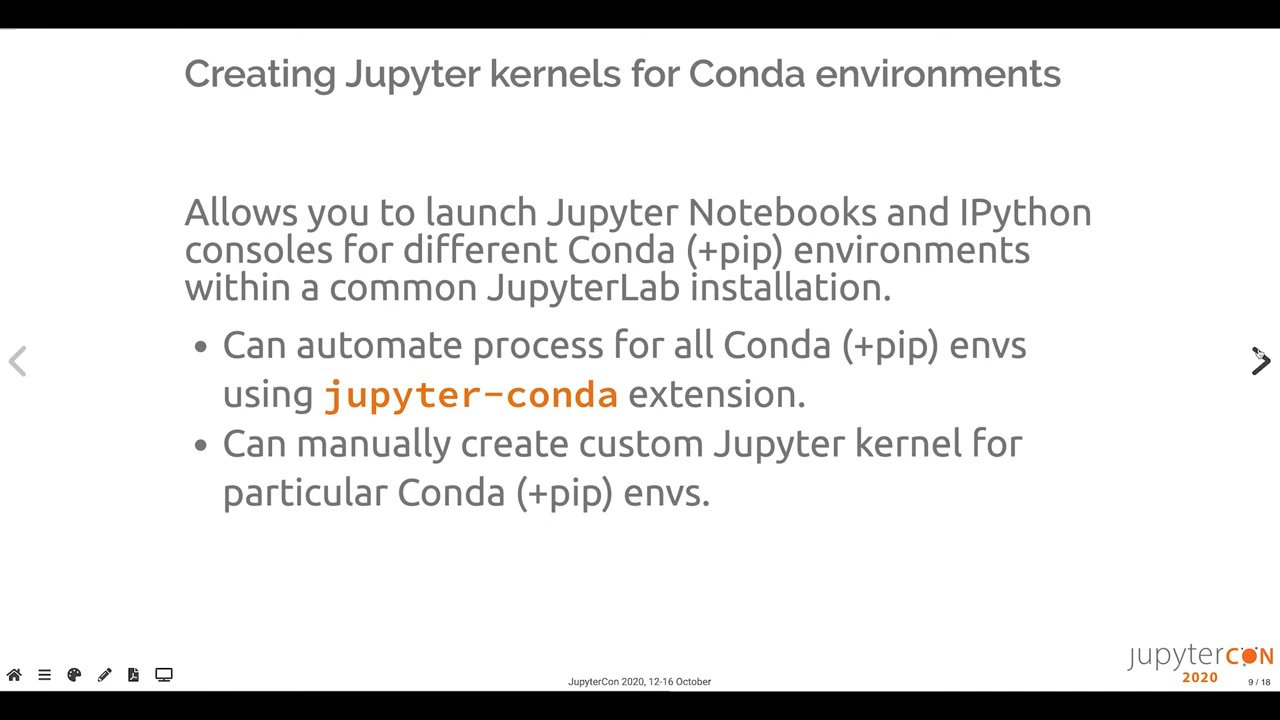 Creating Jupyter kernels for Conda environments
Allows you to launch Jupyter Notebooks and IPython
consoles for different Conda (+pip) environments
within a common JupyterLab installation.
• Can automate process for all Conda (+pip) envs
using jupyter-conda extension.
• Can manually create custom Jupyter kernel for
particular Conda (+pip) envs.
jupytercon
2020
JupyterCon 2020, 12-16 October
9 / 18